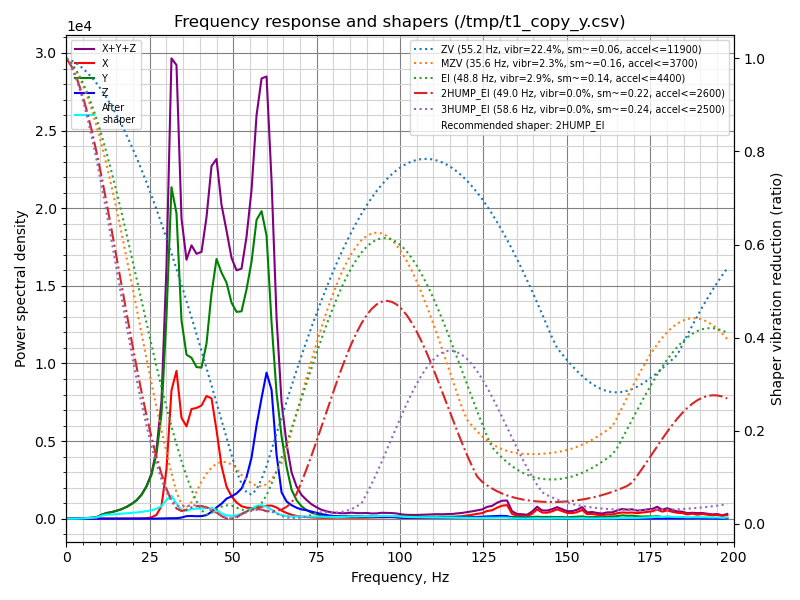 Frequency response and shapers (/tmp/t1_copy_y.csv)
1e4
X+Y+Z
X
Y
Z
After
shaper
ZV (55.2 Hz, vibr=22.4%, sm~=0.06, accel<=11900)
MZV (35.6 Hz, vibr=2.3%, sm~=0.16, accel<=3700)
EI (48.8 Hz, vibr=2.9%, sm~=0.14, accel<=4400)
2HUMP_EI (49.0 Hz, vibr=0.0%, sm~=0.22, accel<=2600)
3HUMP_EI (58.6 Hz, vibr=0.0%, sm~=0.24, accel<=2500)
Recommended shaper: 2HUMP_EI
Power spectral density
3.0
2.5
2.0
1.5
1.0
0.5
0.0
1.0
0.8
0.6
0.4
0.2
0.0
Shaper vibration reduction (ratio)
0 25 50 75 100 125 150 175 200
Frequency, Hz